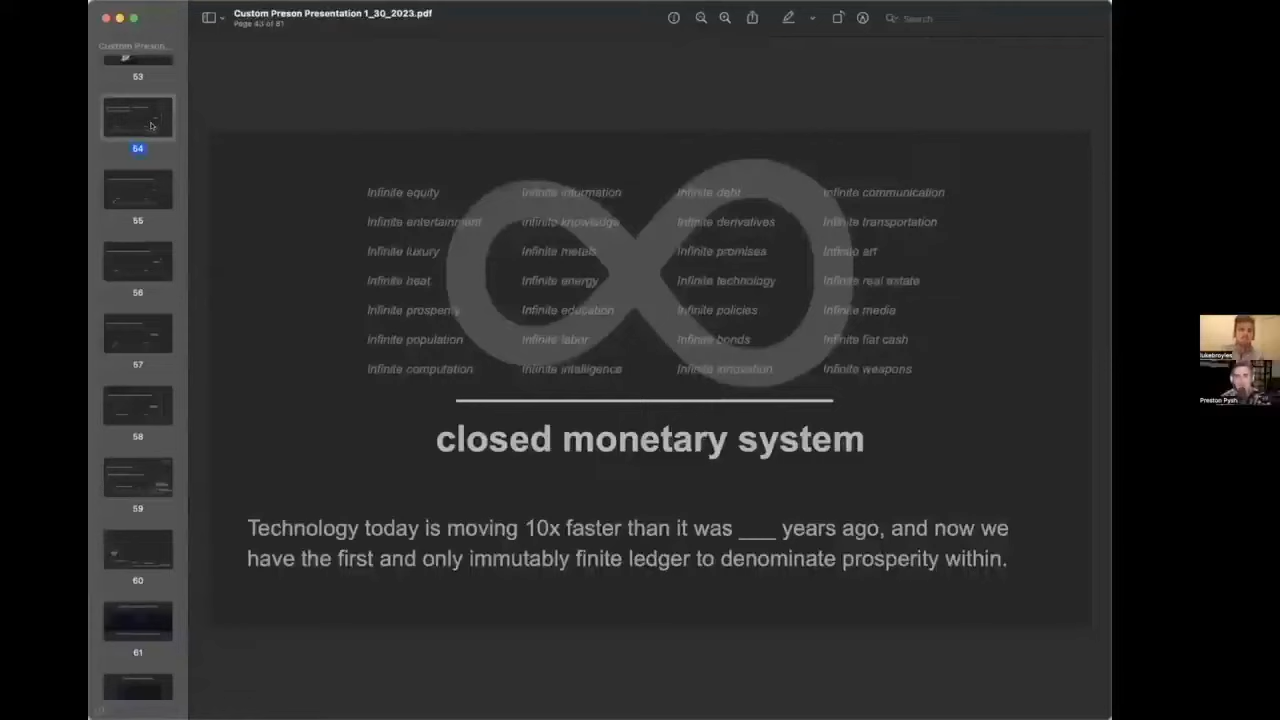 Custom Preson Presentation 1_30_2023.pdf
Page 43 of 81
Search
Custom Preson...
53
54
55
56
57
58
59
60
61
Infinite equity Infinite information Infinite debt Infinite communication
Infinite entertainment Infinite knowledge Infinite derivatives Infinite transportation
Infinite luxury Infinite metals Infinite promises Infinite art
Infinite heat Infinite energy Infinite technology Infinite real estate
Infinite prosperity Infinite education Infinite policies Infinite media
Infinite population Infinite labor Infinite bonds Infinite fiat cash
Infinite computation Infinite intelligence Infinite innovation Infinite weapons
closed monetary system
Technology today is moving 10x faster than it was ___ years ago, and now we
have the first and only immutably finite ledger to denominate prosperity within.
lukebroyles
Preston Pysh